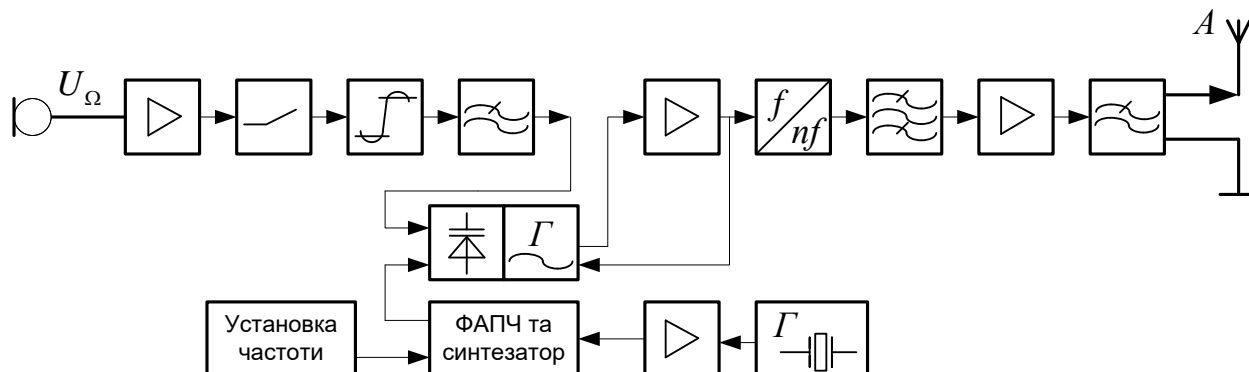 A
U_Ω
f
nf
Г
Установка
частоти
ФАПЧ та
синтезатор
Г